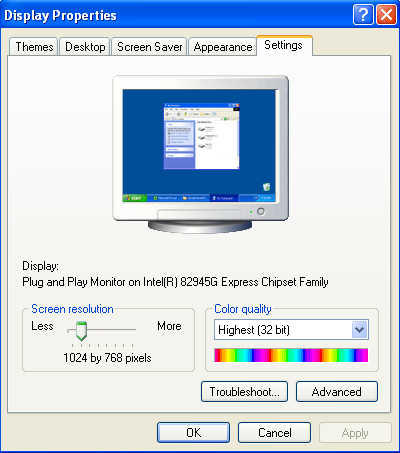 Display Properties
Themes Desktop Screen Saver Appearance Settings
start
Display:
Plug and Play Monitor on Intel(R) 82945G Express Chipset Family
Screen resolution
Less More
1024 by 768 pixels
Color quality
Highest (32 bit)
Troubleshoot... Advanced
OK Cancel Apply